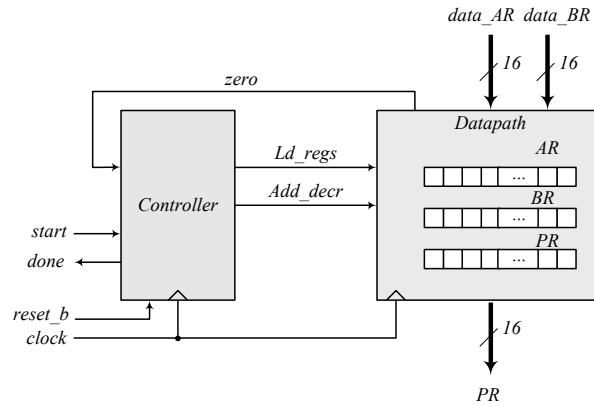 data_AR data_BR
16 16
zero
Datapath
Ld_regs
AR
...
Add_decr
BR
Controller
...
start
PR
done
...
reset_b
clock
16
PR